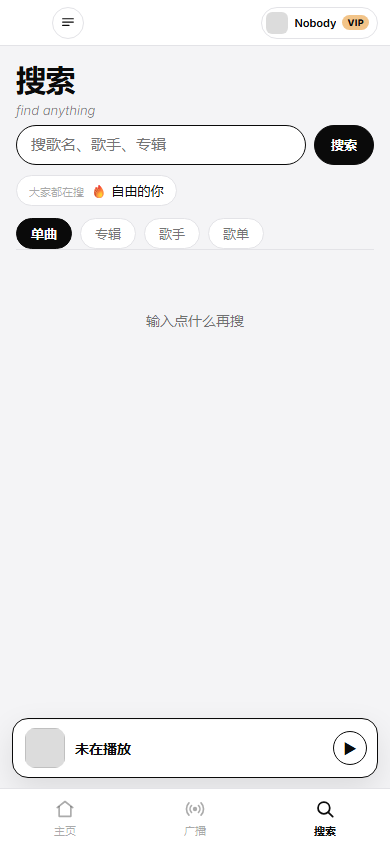 Nobody VIP
搜索
find anything
搜歌名、歌手、专辑 搜索
大家都在搜 🔥 自由的你
单曲 专辑 歌手 歌单
输入点什么再搜
未在播放
主页 广播 搜索